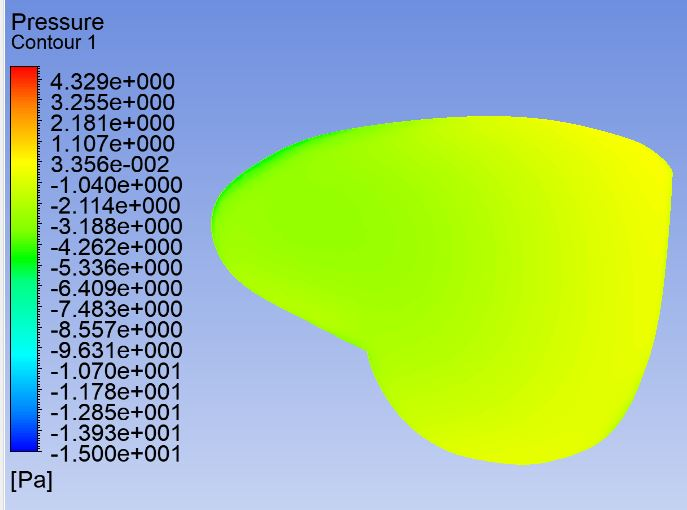 Pressure
Contour 1
4.329e+000
3.255e+000
2.181e+000
1.107e+000
3.356e-002
-1.040e+000
-2.114e+000
-3.188e+000
-4.262e+000
-5.336e+000
-6.409e+000
-7.483e+000
-8.557e+000
-9.631e+000
-1.070e+001
-1.178e+001
-1.285e+001
-1.393e+001
-1.500e+001
[Pa]